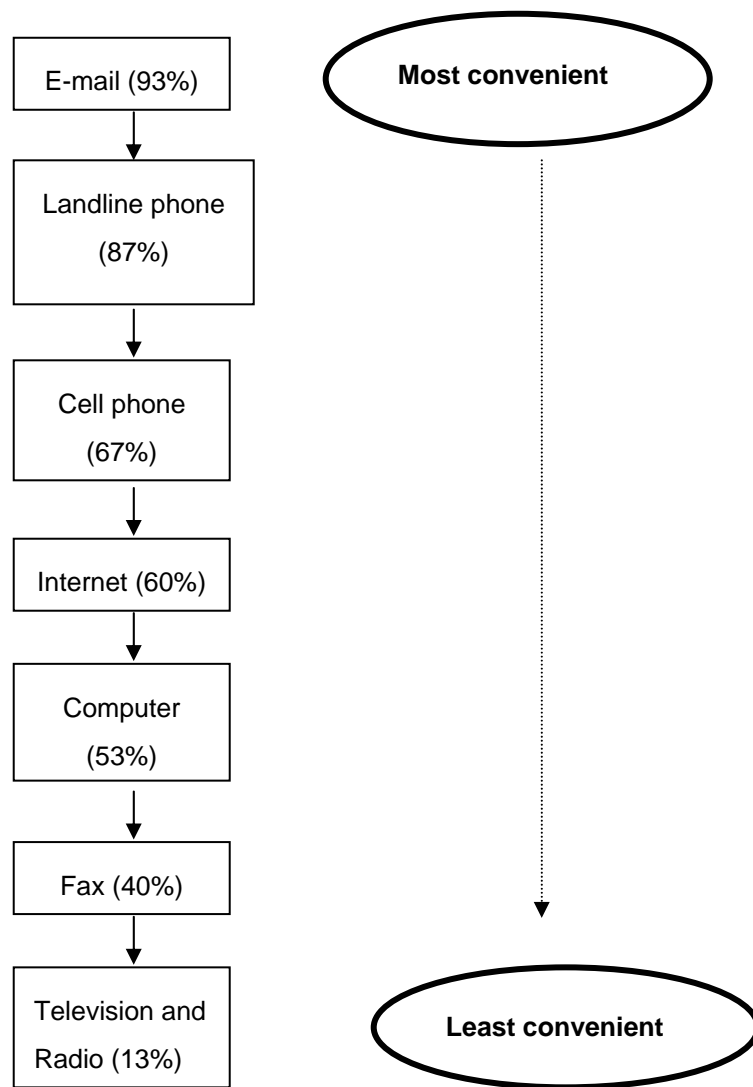 E-mail (93%)
Most convenient
Landline phone
(87%)
Cell phone
(67%)
Internet (60%)
Computer
(53%)
Fax (40%)
Television and
Radio (13%)
Least convenient